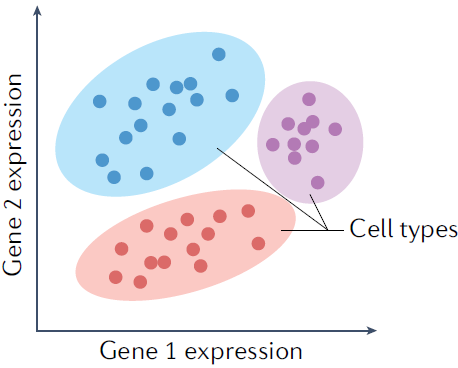 Gene 2 expression
Cell types
Gene 1 expression